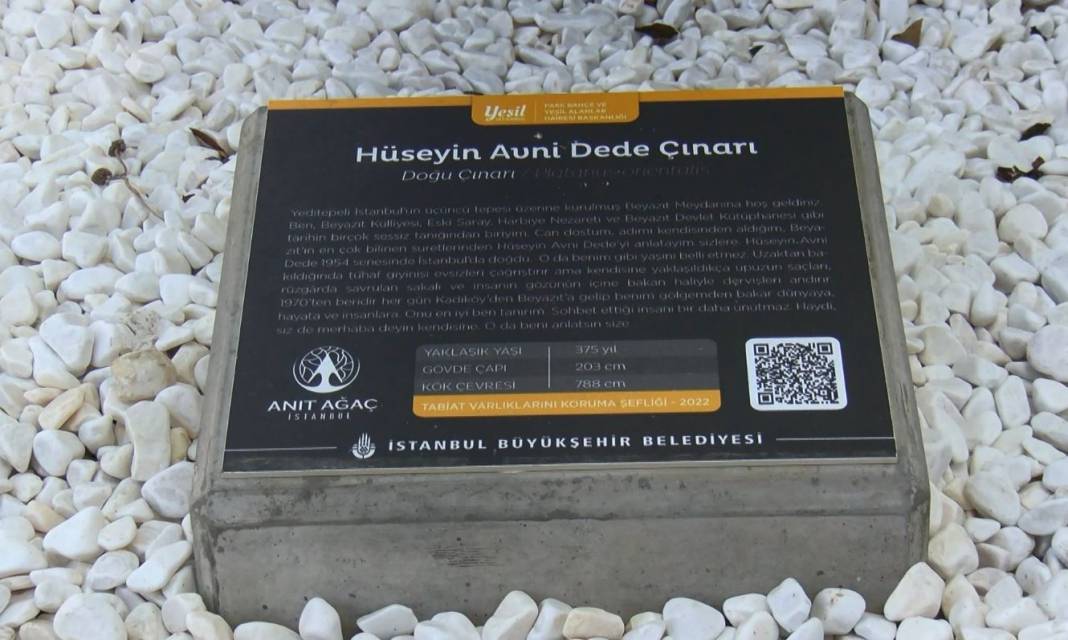 Yeşil
İSTANBUL
PARK BAHÇE VE
YEŞİL ALANLAR
DAİRESİ BAŞKANLIĞI
Hüseyin Avni Dede Çınarı
Doğu Çınarı / Platanus orientalis
Yeditepeli İstanbul'un üçüncü tepesi üzerine kurulmuş Beyazıt Meydanına hoş geldiniz.
Ben, Beyazıt Külliyesi, Eski Saray, Harbiye Nezareti ve Beyazıt Devlet Kütüphanesi gibi
tarihin birçok sessiz tanığından biriyim. Can dostum, adımı kendisinden aldığım, Beya-
zıt'ın en çok bilinen suretlerinden Hüseyin Avni Dede'yi anlatayım sizlere. Hüseyin Avni
Dede 1954 senesinde İstanbul'da doğdu. O da benim gibi yaşını belli etmez. Uzaktan ba-
kıldığında tuhaf giyinişi evsizleri çağrıştırır ama kendisine yaklaşıldıkça upuzun saçları,
rüzgârda savrulan sakalı ve insanın gözünün içine bakan haliyle dervişleri andırır
1970'ten beridir her gün Kadıköy'den Beyazıt'a gelip benim gölgemden bakar dünyaya,
hayata ve insanlara. Onu en iyi ben tanırım. Sohbet ettiği insanı bir daha unutmaz. Haydi,
siz de merhaba deyin kendisine. O da beni anlatsın size
YAKLAŞIK YAŞI 375 yıl
GÖVDE ÇAPI 203 cm
KÖK ÇEVRESİ 788 cm
TABİAT VARLIKLARINI KORUMA ŞEFLİĞİ - 2022
ANIT AĞAÇ
İSTANBUL
İSTANBUL BÜYÜKŞEHİR BELEDİYESİ